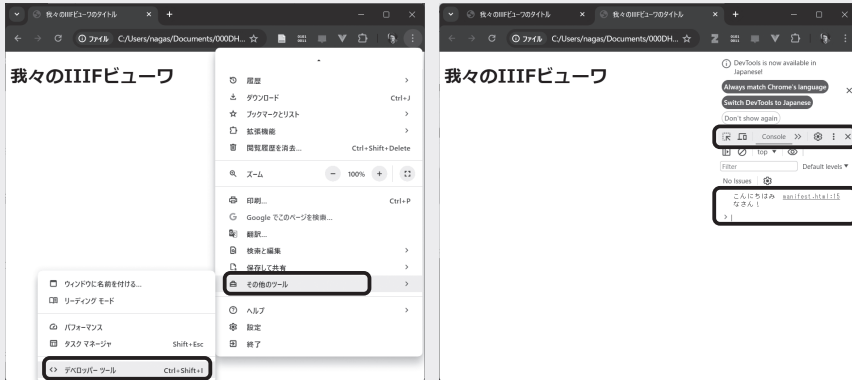 我々のIIIFビューワのタイトル
ファイル C:/Users/nagas/Documents/000DH...
我々のIIIFビューワ
履歴
ダウンロード Ctrl+J
ブックマークとリスト
拡張機能
閲覧履歴を消去... Ctrl+Shift+Delete
ズーム 100%
印刷... Ctrl+P
Google でこのページを検索...
翻訳...
検索と編集
保存して共有
その他のツール
ヘルプ
設定
終了
ウィンドウに名前を付ける...
リーディング モード
パフォーマンス
タスク マネージャ Shift+Esc
デベロッパー ツール Ctrl+Shift+I
我々のIIIFビューワのタイトル
我々のIIIFビューワのタイトル
ファイル C:/Users/nagas/Documents/000DH...
我々のIIIFビューワ
DevTools is now available in
Japanese!
Always match Chrome's language
Switch DevTools to Japanese
Don't show again
Console
top
Filter Default levels
No Issues
こんにちはみ manifest.html:15
なさん!